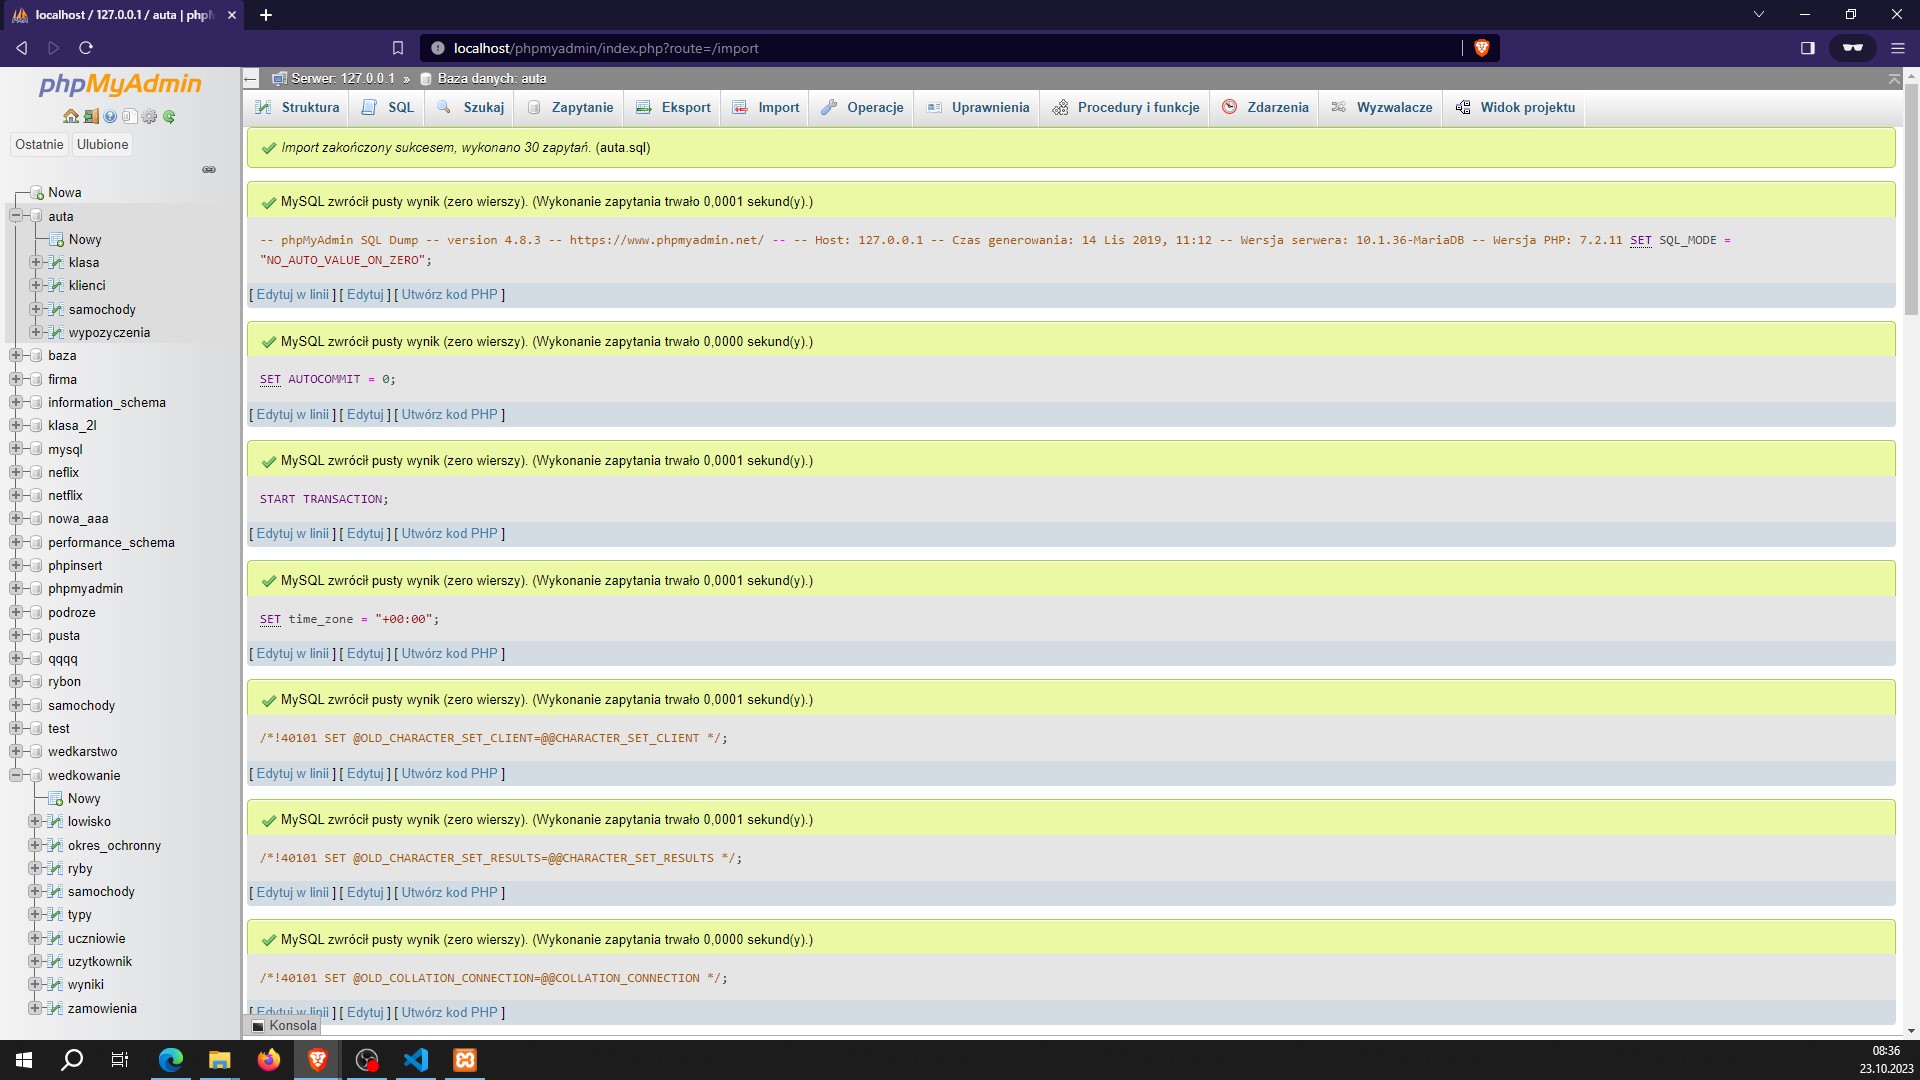 localhost / 127.0.0.1 / auta | php
localhost/phpmyadmin/index.php?route=/import
phpMyAdmin
Ostatnie Ulubione
Nowa
auta
Nowy
klasa
klienci
samochody
wypozyczenia
baza
firma
information_schema
klasa_2l
mysql
neflix
netflix
nowa_aaa
performance_schema
phpinsert
phpmyadmin
podroze
pusta
qqqq
rybon
samochody
test
wedkarstwo
wedkowanie
Nowy
lowisko
okres_ochronny
ryby
samochody
typy
uczniowie
uzytkownik
wyniki
zamowienia
Serwer: 127.0.0.1 » Baza danych: auta
Struktura SQL Szukaj Zapytanie Eksport Import Operacje Uprawnienia Procedury i funkcje Zdarzenia Wyzwalacze Widok projektu
Import zakończony sukcesem, wykonano 30 zapytań. (auta.sql)
MySQL zwrócił pusty wynik (zero wierszy). (Wykonanie zapytania trwało 0,0001 sekund(y).)
-- phpMyAdmin SQL Dump -- version 4.8.3 -- https://www.phpmyadmin.net/ -- -- Host: 127.0.0.1 -- Czas generowania: 14 Lis 2019, 11:12 -- Wersja serwera: 10.1.36-MariaDB -- Wersja PHP: 7.2.11 SET SQL_MODE =
"NO_AUTO_VALUE_ON_ZERO";
[ Edytuj w linii ] [ Edytuj ] [ Utwórz kod PHP ]
MySQL zwrócił pusty wynik (zero wierszy). (Wykonanie zapytania trwało 0,0000 sekund(y).)
SET AUTOCOMMIT = 0;
[ Edytuj w linii ] [ Edytuj ] [ Utwórz kod PHP ]
MySQL zwrócił pusty wynik (zero wierszy). (Wykonanie zapytania trwało 0,0001 sekund(y).)
START TRANSACTION;
[ Edytuj w linii ] [ Edytuj ] [ Utwórz kod PHP ]
MySQL zwrócił pusty wynik (zero wierszy). (Wykonanie zapytania trwało 0,0001 sekund(y).)
SET time_zone = "+00:00";
[ Edytuj w linii ] [ Edytuj ] [ Utwórz kod PHP ]
MySQL zwrócił pusty wynik (zero wierszy). (Wykonanie zapytania trwało 0,0001 sekund(y).)
/*!40101 SET @OLD_CHARACTER_SET_CLIENT=@@CHARACTER_SET_CLIENT */;
[ Edytuj w linii ] [ Edytuj ] [ Utwórz kod PHP ]
MySQL zwrócił pusty wynik (zero wierszy). (Wykonanie zapytania trwało 0,0001 sekund(y).)
/*!40101 SET @OLD_CHARACTER_SET_RESULTS=@@CHARACTER_SET_RESULTS */;
[ Edytuj w linii ] [ Edytuj ] [ Utwórz kod PHP ]
MySQL zwrócił pusty wynik (zero wierszy). (Wykonanie zapytania trwało 0,0000 sekund(y).)
/*!40101 SET @OLD_COLLATION_CONNECTION=@@COLLATION_CONNECTION */;
[ Edytuj w linii ] [ Edytuj ] [ Utwórz kod PHP ]
Konsola
08:36
23.10.2023